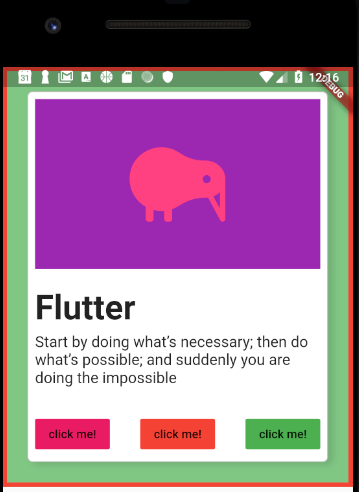 31
A
12:16
DEBUG
Flutter
Start by doing what's necessary; then do
what's possible; and suddenly you are
doing the impossible
click me! click me! click me!